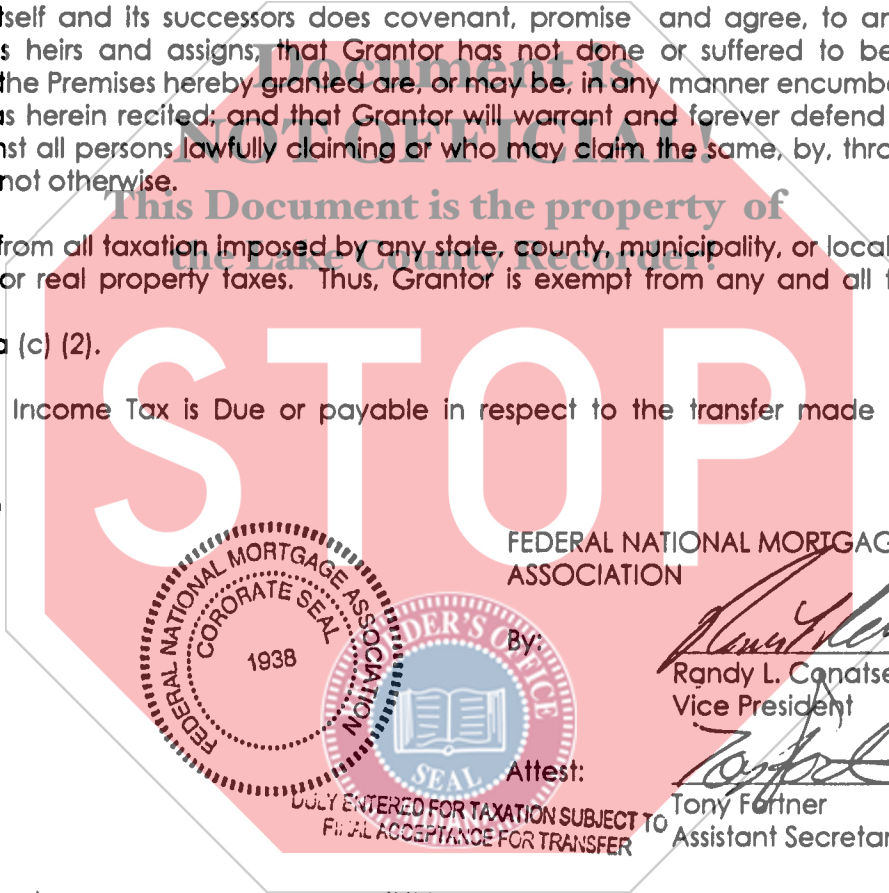 tself and its successors does covenant, promise and agree, to an
s heirs and assigns, that Grantor has not done or suffered to be
the Premises hereby granted are, or may be, in any manner encumbe
as herein recited; and that Grantor will warrant and forever defend
nst all persons lawfully claiming or who may claim the same, by, thro
not otherwise.
Document is
NOT OFFICIAL!
This Document is the property of
the Lake County Recorder!
from all taxation imposed by any state, county, municipality, or local
or real property taxes. Thus, Grantor is exempt from any and all t
a (c) (2).
STOP
Income Tax is Due or payable in respect to the transfer made
FEDERAL NATIONAL MORTGAG
ASSOCIATION
FEDERAL NATIONAL MORTGAGE ASSOCIATION
CORORATE SEAL
1938
By:
Randy L. Conatse
Vice President
DER'S OFFICE
SEAL
Attest:
Tony Fortner
Assistant Secretar
DULY ENTERED FOR TAXATION SUBJECT TO
FINAL ACCEPTANCE FOR TRANSFER